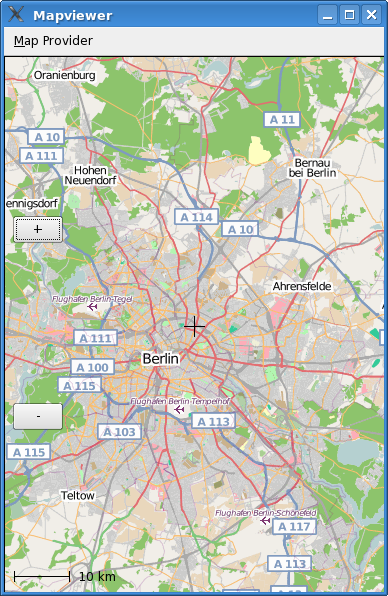 Mapviewer
Map Provider
Oranienburg
A 11
A 10
A 111
Hohen
Neuendorf
Bernau
bei Berlin
ennigsdorf
A 114
A 10
+
Ahrensfelde
Flughafen Berlin-Tegel
A 111
Berlin
A 100
A 115
Flughafen Berlin-Tempelhof
-
A 113
A 103
A 115
Teltow
Flughafen Berlin-Schönefeld
A 117
A 113
10 km